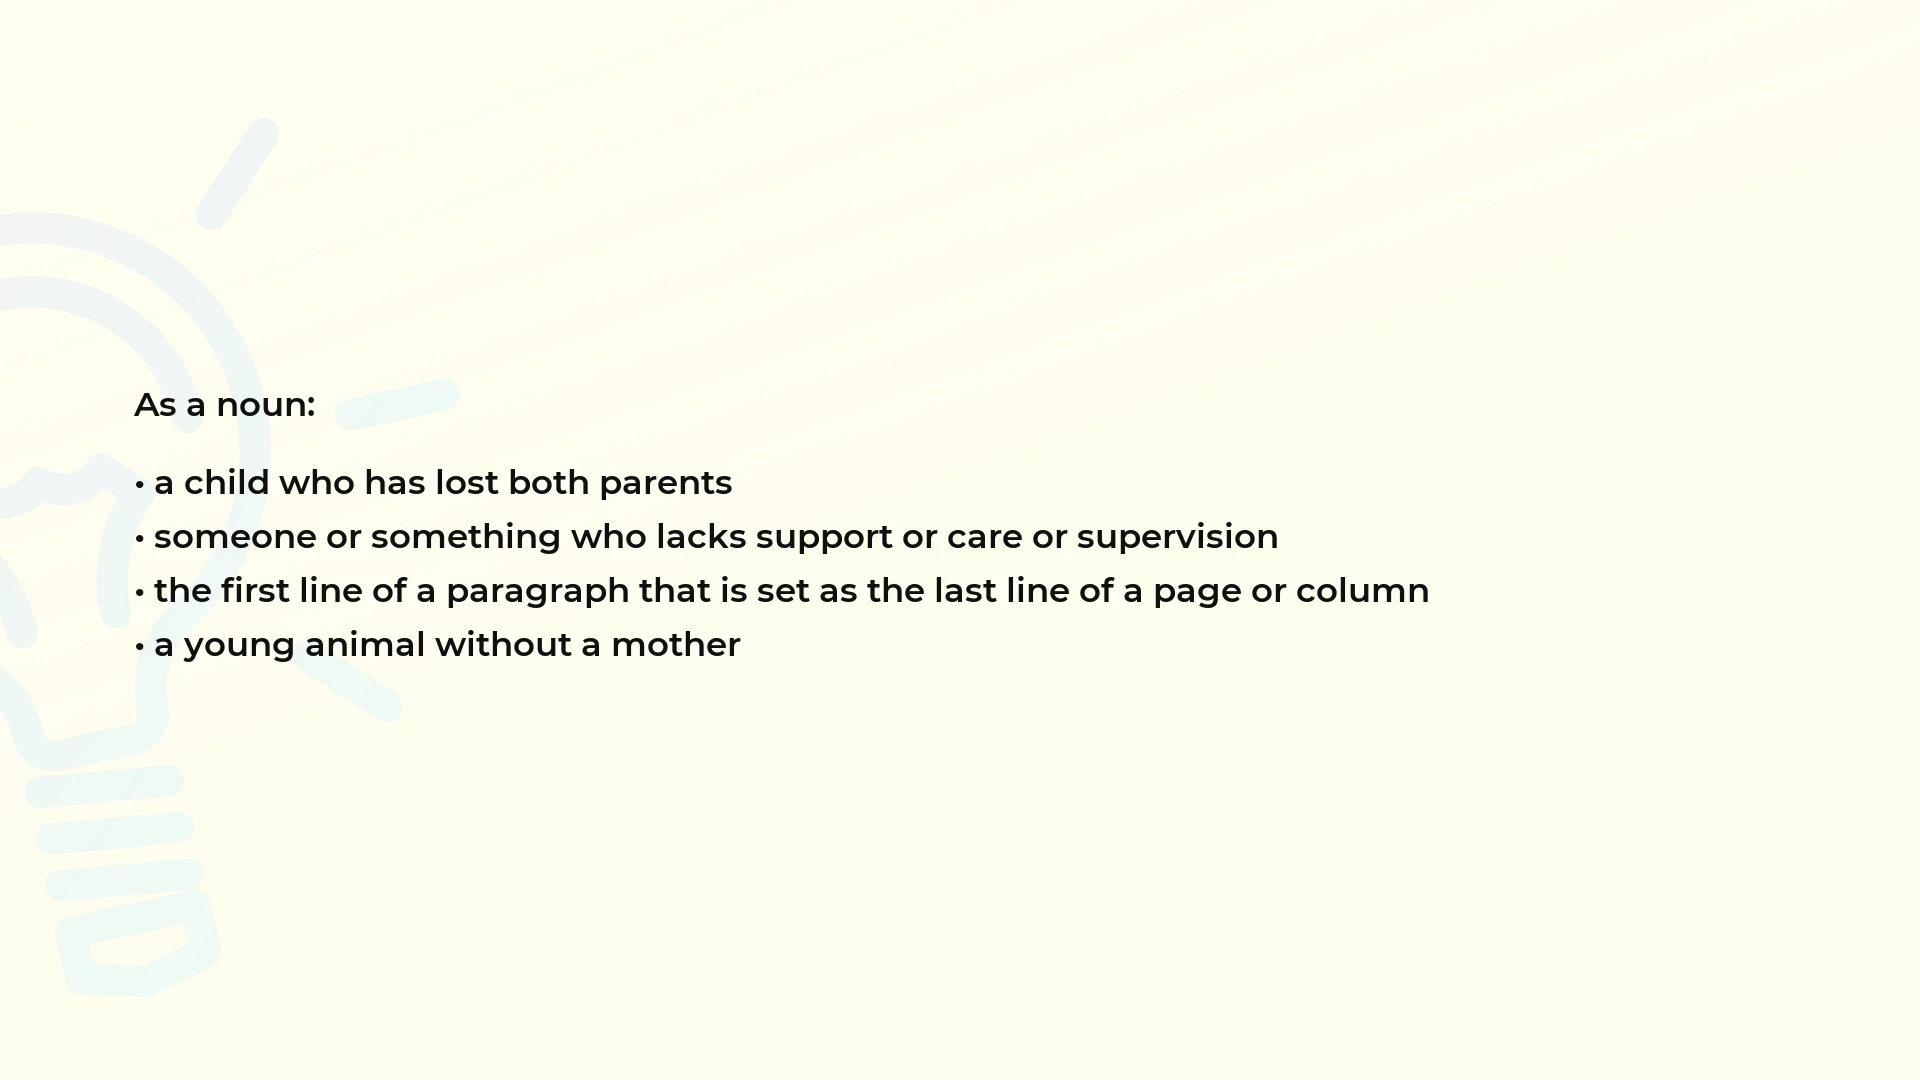 As a noun:
• a child who has lost both parents
• someone or something who lacks support or care or supervision
• the first line of a paragraph that is set as the last line of a page or column
• a young animal without a mother